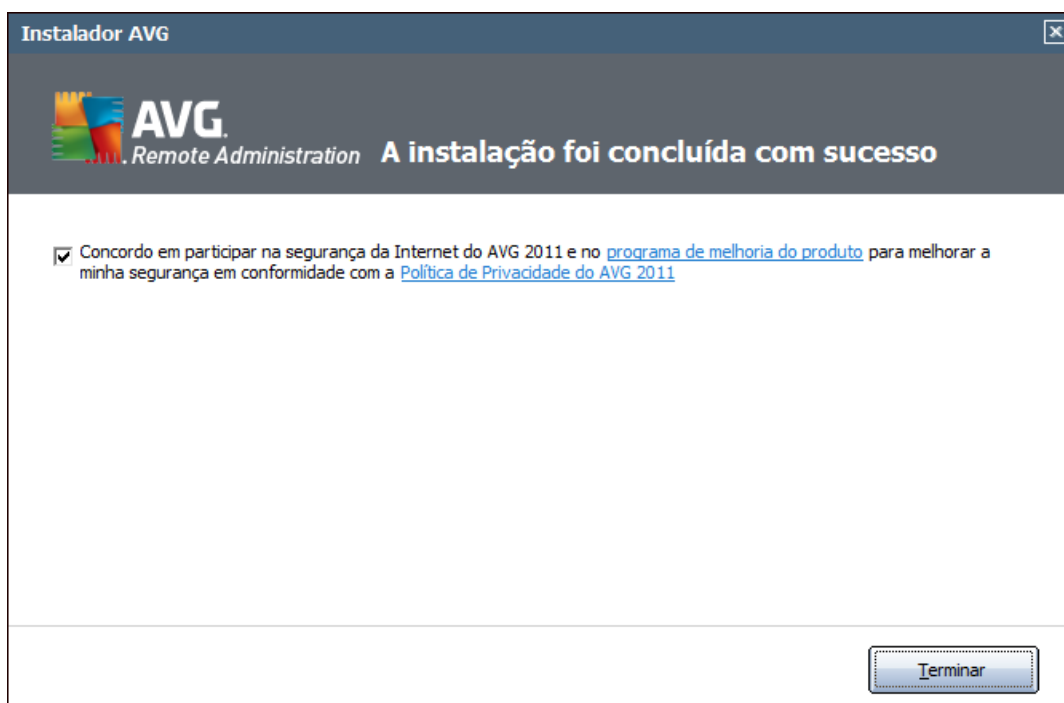 Instalador AVG
AVG.
Remote Administration A instalação foi concluída com sucesso
Concordo em participar na segurança da Internet do AVG 2011 e no programa de melhoria do produto para melhorar a
minha segurança em conformidade com a Política de Privacidade do AVG 2011
Terminar